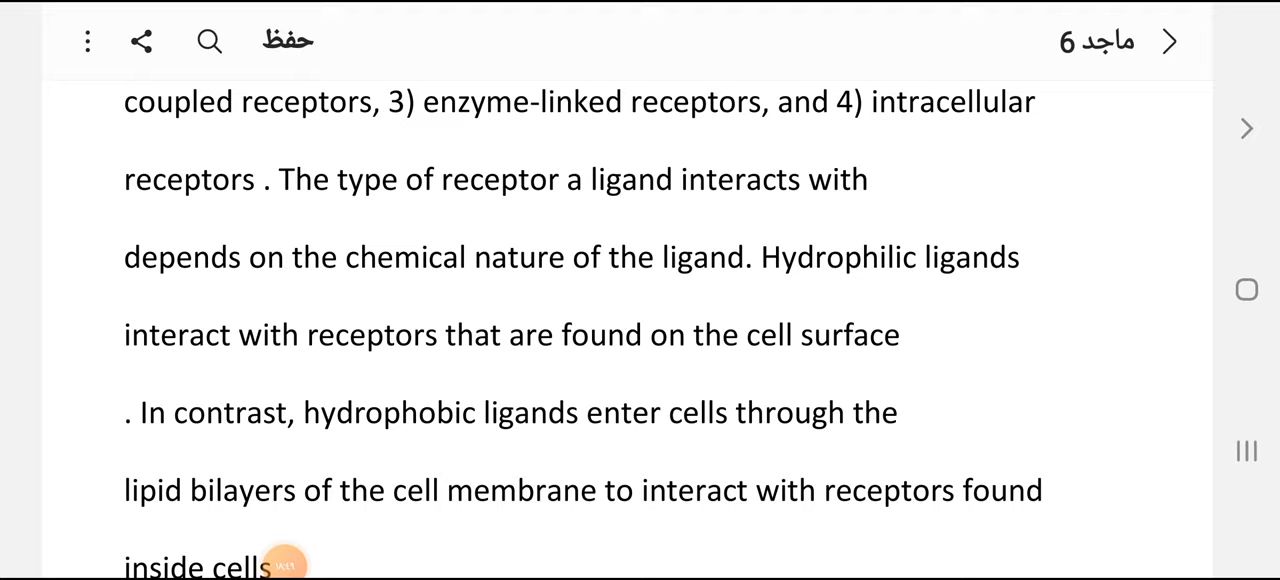 حفظ
ماجد 6
coupled receptors, 3) enzyme-linked receptors, and 4) intracellular
receptors . The type of receptor a ligand interacts with
depends on the chemical nature of the ligand. Hydrophilic ligands
interact with receptors that are found on the cell surface
. In contrast, hydrophobic ligands enter cells through the
lipid bilayers of the cell membrane to interact with receptors found
inside cells